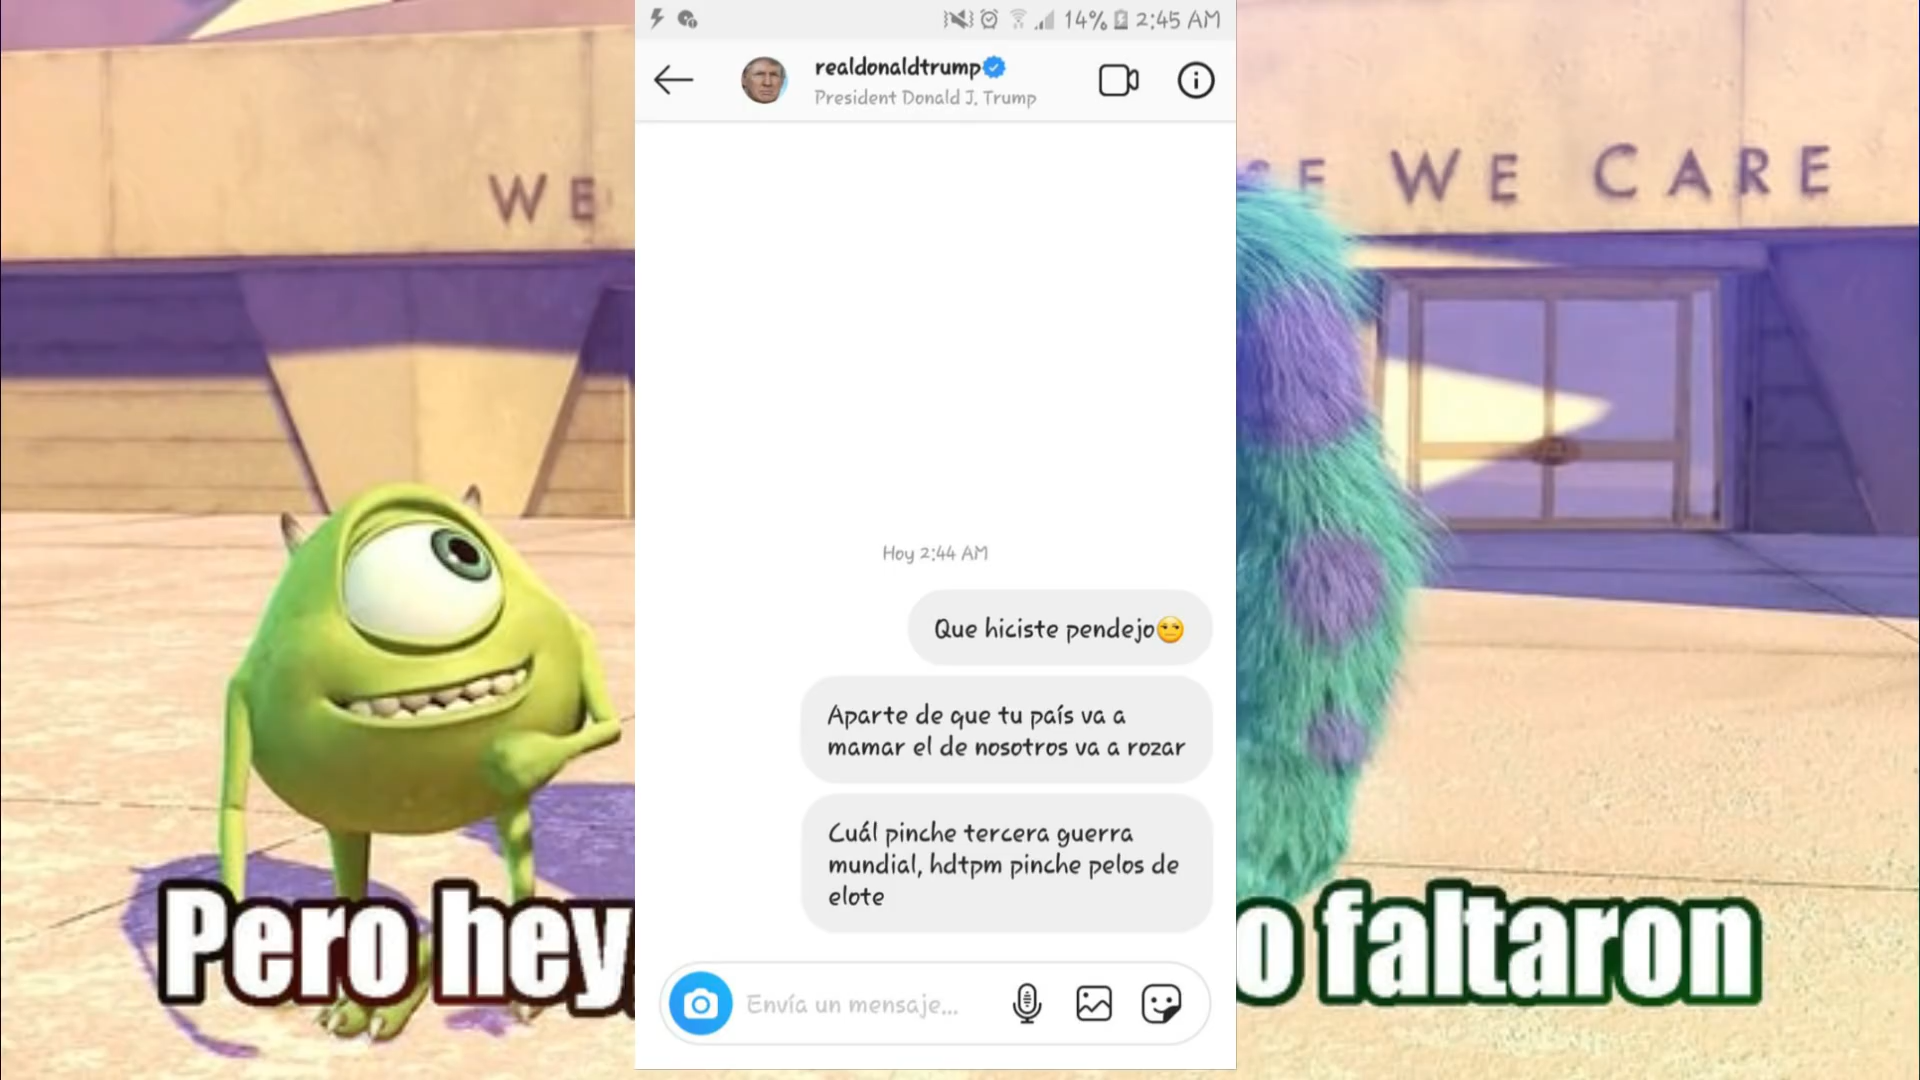 14% 2:45 AM
realdonaldtrump
President Donald J. Trump
WE
WE CARE
Hoy 2:44 AM
Que hiciste pendejo😒
Aparte de que tu país va a
mamar el de nosotros va a rozar
Cuál pinche tercera guerra
mundial, hdtpm pinche pelos de
elote
Envía un mensaje...
Pero hey,
faltaron